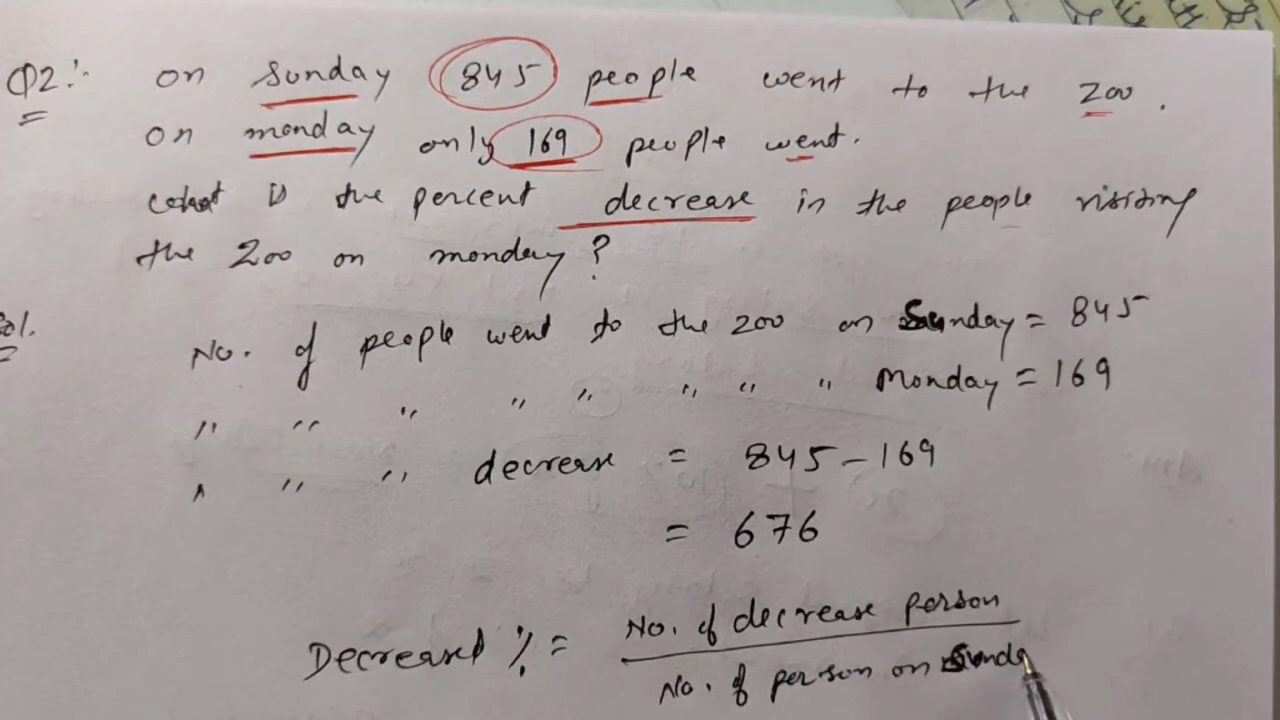 Q2:- on Sunday 845 people went to the zoo.
on monday only 169 people went.
what is the percent decrease in the people visiting
the zoo on monday?
Sol.
No. of people went to the zoo on Sunday = 845
" " " " " " " " Monday = 169
" " " decrease = 845 - 169
= 676
Decreased % = No. of decrease person
No. of person on Sunda